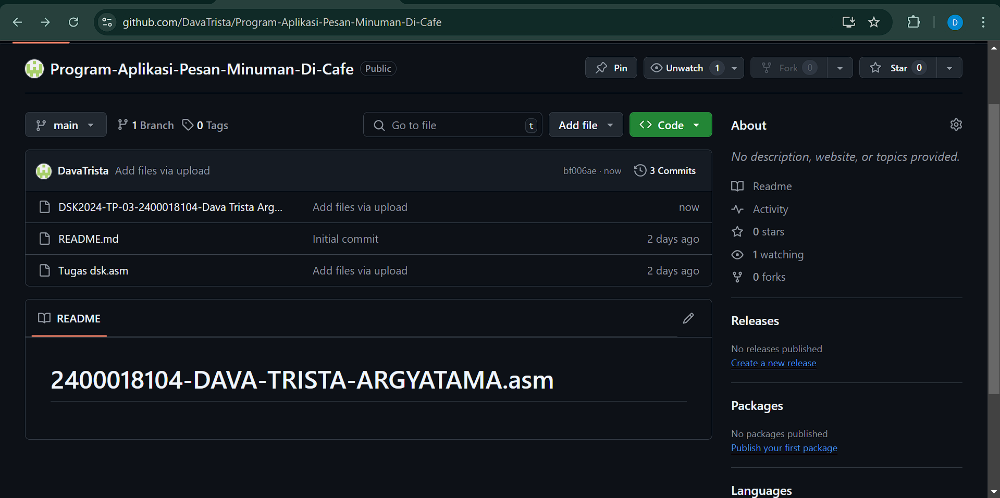 github.com/DavaTrista/Program-Aplikasi-Pesan-Minuman-Di-Cafe
D
Program-Aplikasi-Pesan-Minuman-Di-Cafe Public
Pin
Unwatch 1
Fork 0
Star 0
main
1 Branch
0 Tags
Go to file t
Add file
<> Code
DavaTrista Add files via upload bf006ae · now 3 Commits
DSK2024-TP-03-2400018104-Dava Trista Arg... Add files via upload now
README.md Initial commit 2 days ago
Tugas dsk.asm Add files via upload 2 days ago
README
2400018104-DAVA-TRISTA-ARGYATAMA.asm
About
No description, website, or topics provided.
Readme
Activity
0 stars
1 watching
0 forks
Releases
No releases published
Create a new release
Packages
No packages published
Publish your first package
Languages